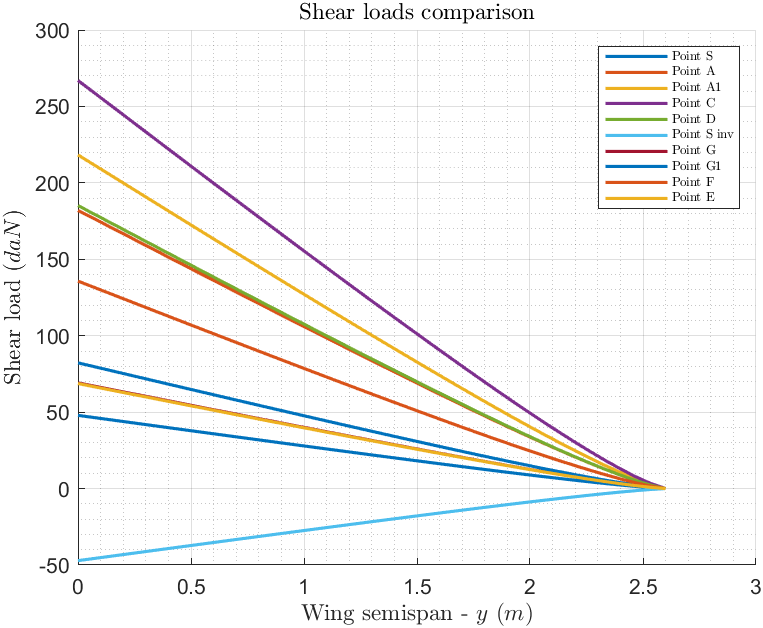 Shear loads comparison
300
250
200
150
100
50
0
-50
Shear load (daN)
Point S
Point A
Point A1
Point C
Point D
Point S inv
Point G
Point G1
Point F
Point E
0 0.5 1 1.5 2 2.5 3
Wing semispan - y (m)